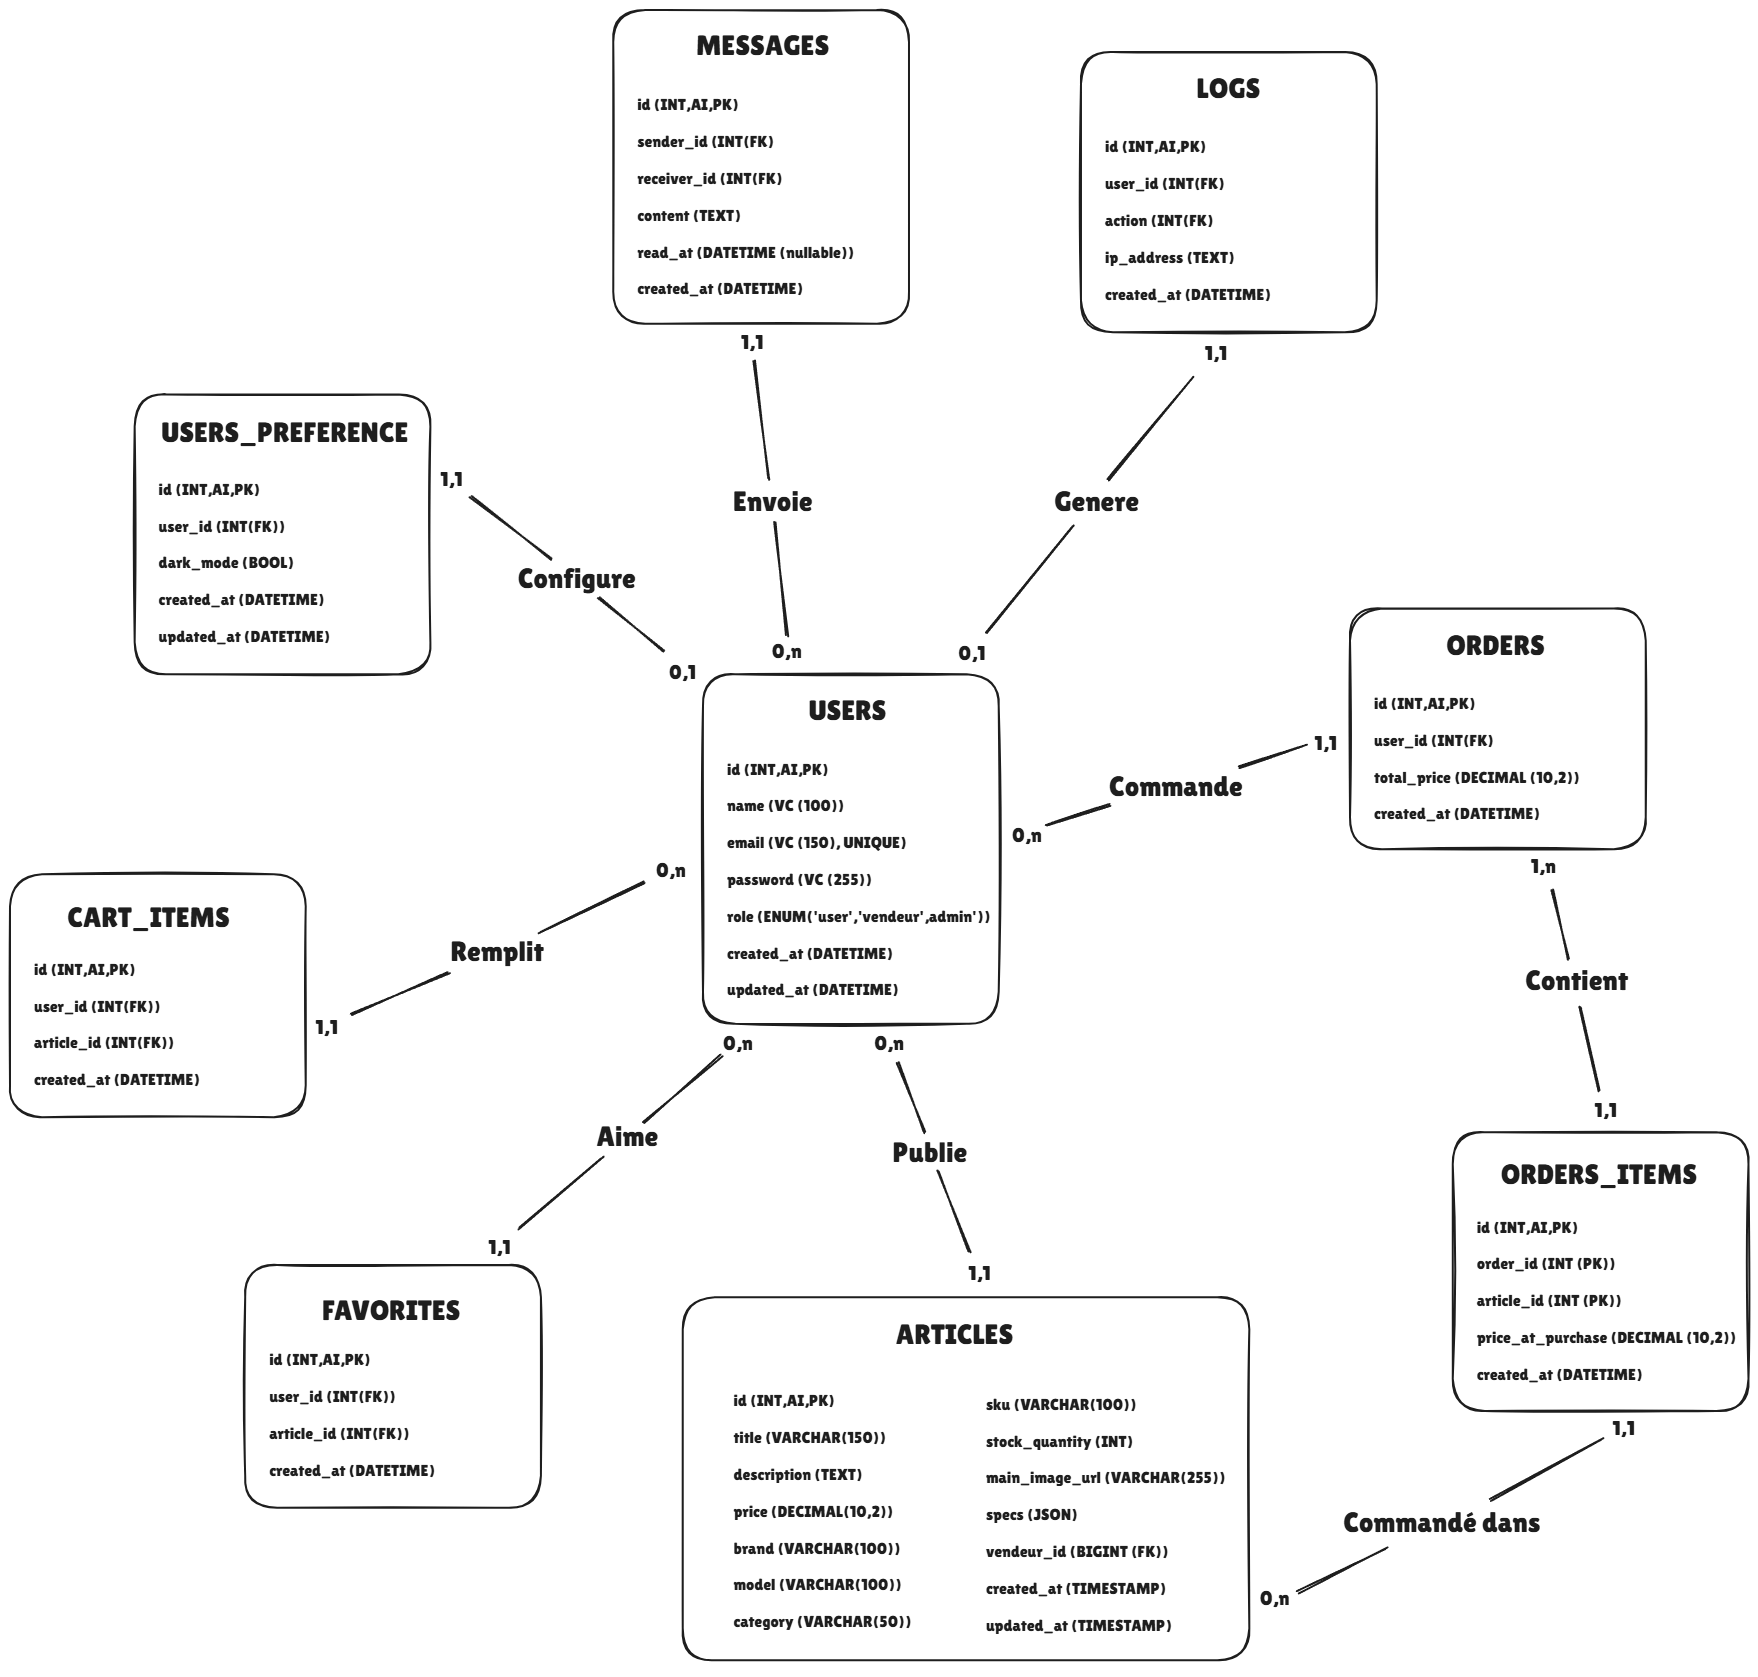 MESSAGES
id (INT,AI,PK)
sender_id (INT(FK)
receiver_id (INT(FK)
content (TEXT)
read_at (DATETIME (nullable))
created_at (DATETIME)
1,1
Envoie
0,n
LOGS
id (INT,AI,PK)
user_id (INT(FK)
action (INT(FK)
ip_address (TEXT)
created_at (DATETIME)
1,1
Genere
0,1
USERS_PREFERENCE
id (INT,AI,PK)
user_id (INT(FK))
dark_mode (BOOL)
created_at (DATETIME)
updated_at (DATETIME)
1,1
Configure
0,1
USERS
id (INT,AI,PK)
name (VC (100))
email (VC (150), UNIQUE)
password (VC (255))
role (ENUM('user','vendeur',admin'))
created_at (DATETIME)
updated_at (DATETIME)
ORDERS
id (INT,AI,PK)
user_id (INT(FK)
total_price (DECIMAL (10,2))
created_at (DATETIME)
1,1
Commande
0,n
1,n
Contient
1,1
CART_ITEMS
id (INT,AI,PK)
user_id (INT(FK))
article_id (INT(FK))
created_at (DATETIME)
0,n
Remplit
1,1
0,n
Aime
1,1
0,n
Publie
1,1
ORDERS_ITEMS
id (INT,AI,PK)
order_id (INT (PK))
article_id (INT (PK))
price_at_purchase (DECIMAL (10,2))
created_at (DATETIME)
1,1
Commandé dans
0,n
FAVORITES
id (INT,AI,PK)
user_id (INT(FK))
article_id (INT(FK))
created_at (DATETIME)
ARTICLES
id (INT,AI,PK)
title (VARCHAR(150))
description (TEXT)
price (DECIMAL(10,2))
brand (VARCHAR(100))
model (VARCHAR(100))
category (VARCHAR(50))
sku (VARCHAR(100))
stock_quantity (INT)
main_image_url (VARCHAR(255))
specs (JSON)
vendeur_id (BIGINT (FK))
created_at (TIMESTAMP)
updated_at (TIMESTAMP)